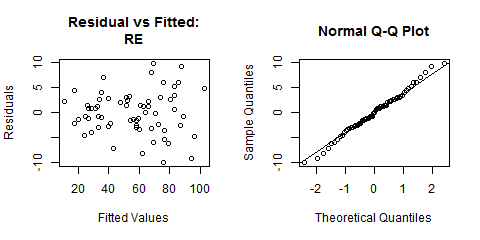 Residual vs Fitted:
RE
Residuals
10
5
0
-10
20
40
60
80
100
Fitted Values
Normal Q-Q Plot
Sample Quantiles
10
5
0
-10
-2
-1
0
1
2
Theoretical Quantiles